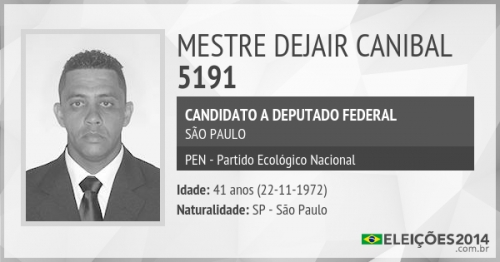 MESTRE DEJAIR CANIBAL
5191
CANDIDATO A DEPUTADO FEDERAL
SÃO PAULO
PEN - Partido Ecológico Nacional
Idade: 41 anos (22-11-1972)
Naturalidade: SP - São Paulo
ELEIÇÕES2014
.com.br